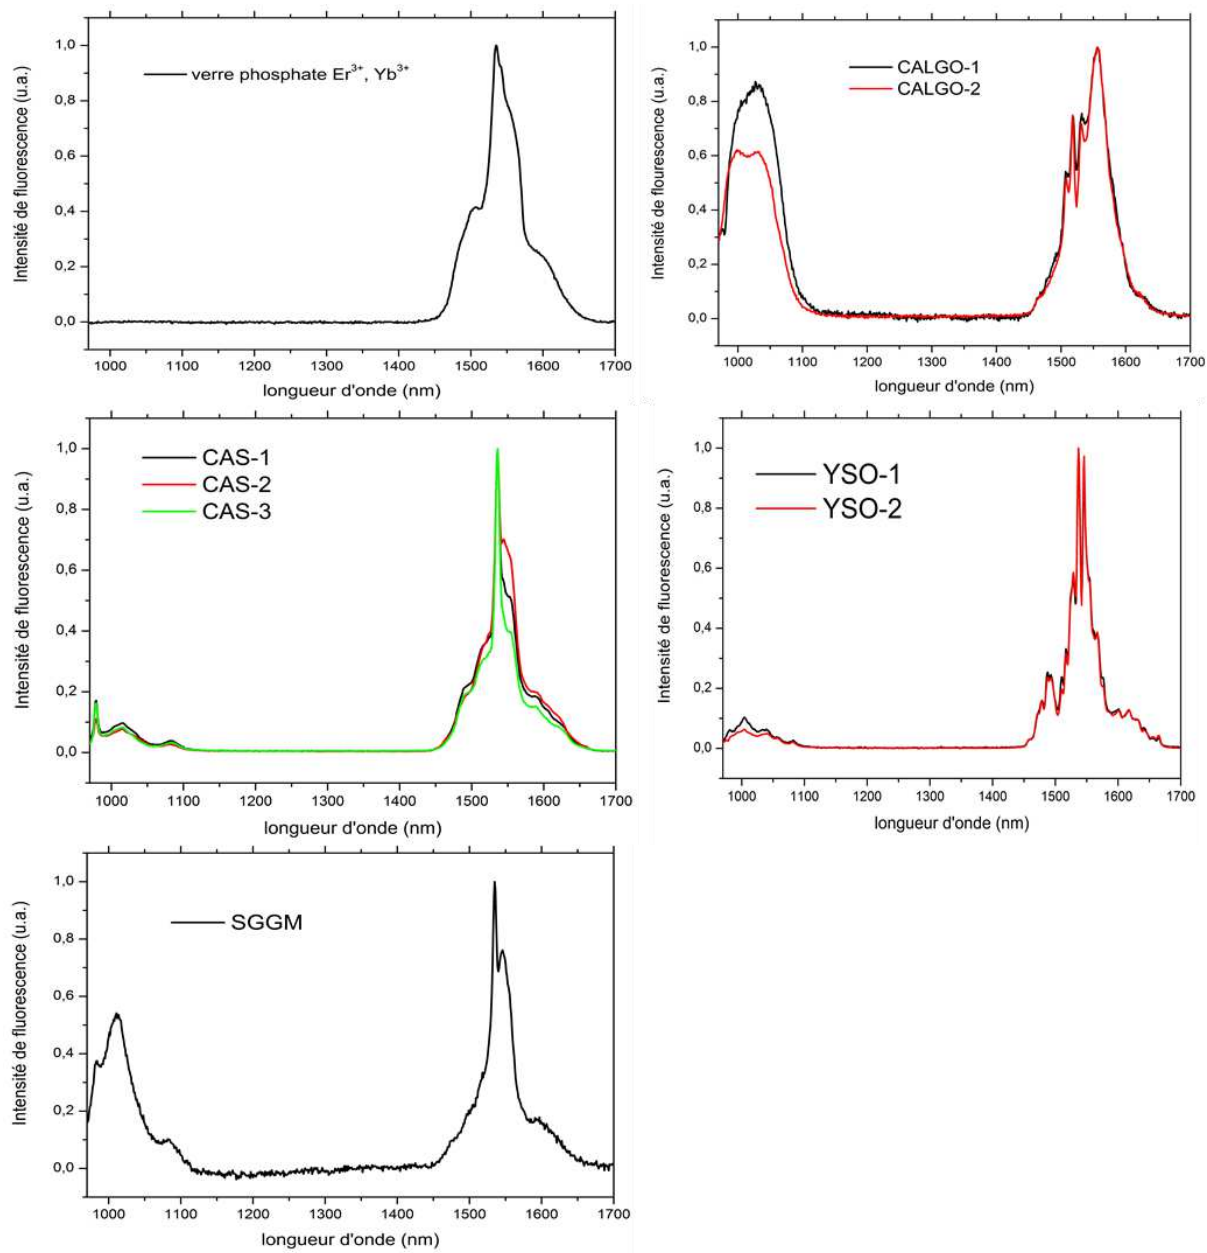 Intensité de fluorescence (u.a.)
1,0
0,8
0,6
0,4
0,2
0,0
verre phosphate Er³⁺, Yb³⁺
1000 1100 1200 1300 1400 1500 1600 1700
longueur d'onde (nm)
Intensité de flourescence (u.a.)
1,0
0,8
0,6
0,4
0,2
0,0
CALGO-1
CALGO-2
1000 1100 1200 1300 1400 1500 1600 1700
longueur d'onde (nm)
Intensité de fluorescence (u.a.)
1,0
0,8
0,6
0,4
0,2
0,0
CAS-1
CAS-2
CAS-3
1000 1100 1200 1300 1400 1500 1600 1700
longueur d'onde (nm)
Intensité de fluorescence (u.a.)
1,0
0,8
0,6
0,4
0,2
0,0
YSO-1
YSO-2
1000 1100 1200 1300 1400 1500 1600 1700
longueur d'onde (nm)
Intensité de fluorescence (u.a.)
1,0
0,8
0,6
0,4
0,2
0,0
SGGM
1000 1100 1200 1300 1400 1500 1600 1700
longueur d'onde (nm)